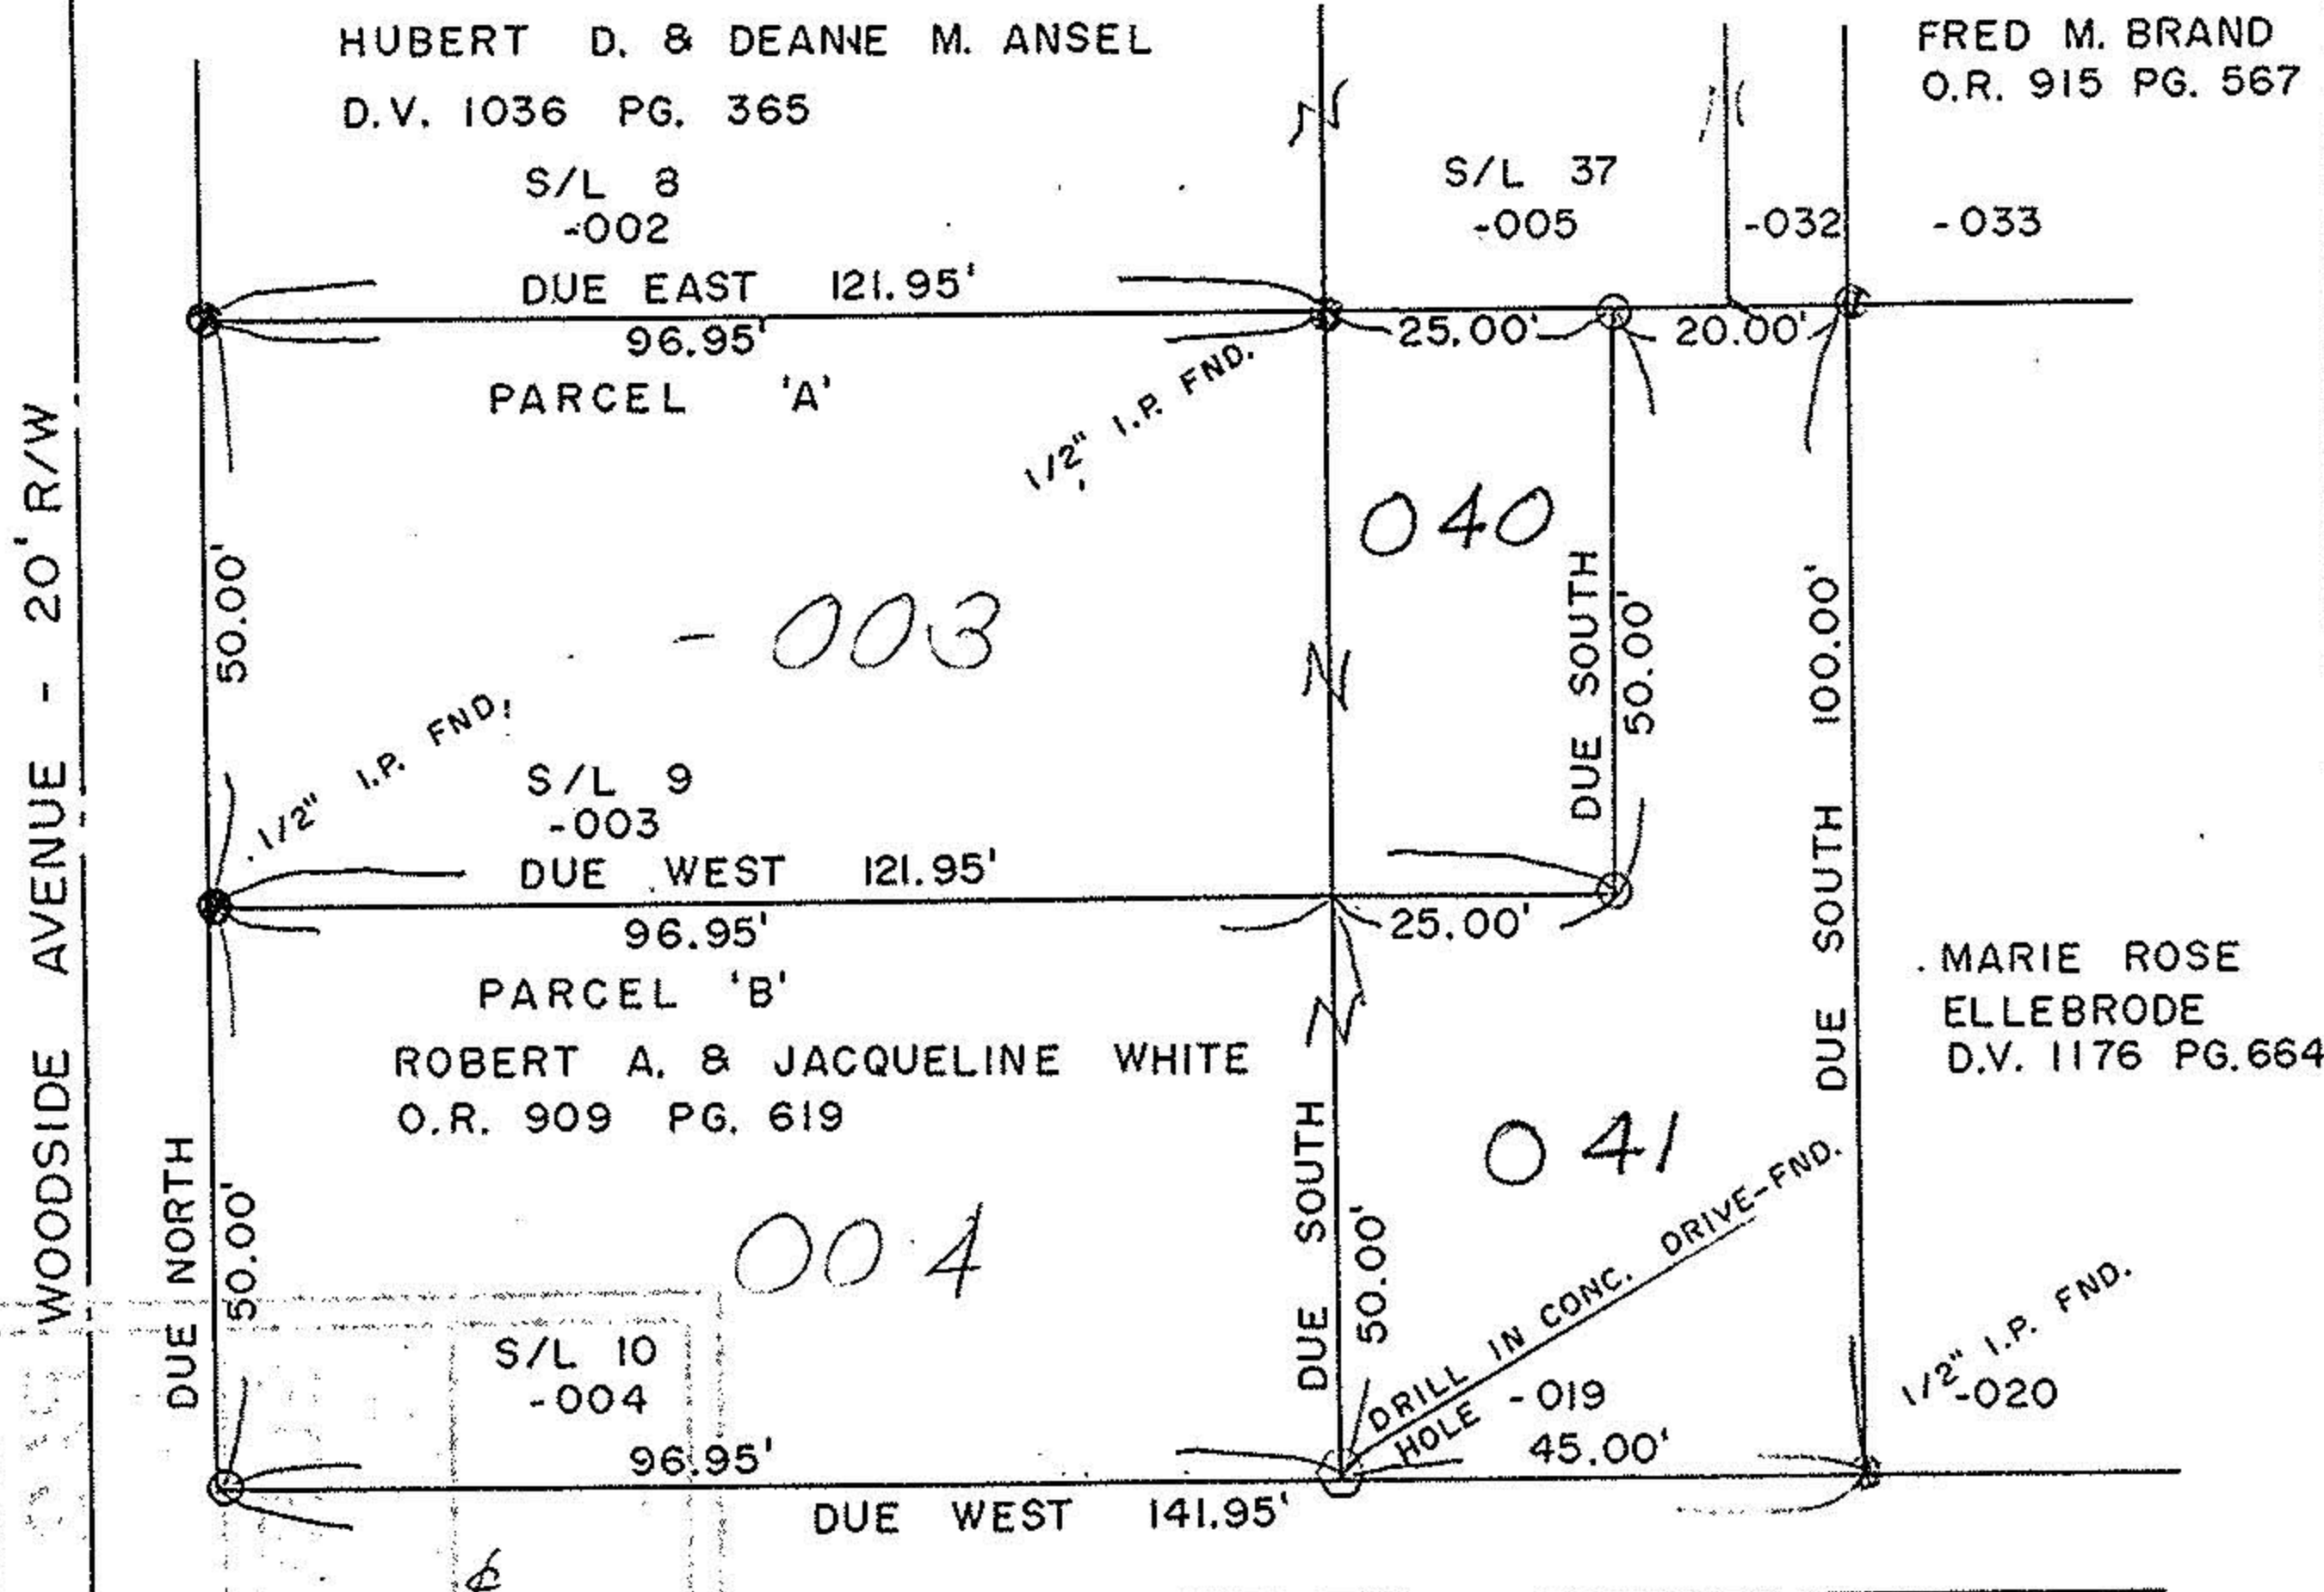 HUBERT D. & DEANNE M. ANSEL
D.V. 1036 PG. 365
FRED M. BRAND
O.R. 915 PG. 567
S/L 8
-002
S/L 37
-005
-032
-033
DUE EAST 121.95'
96.95'
25.00'
20.00'
PARCEL 'A'
1/2" I.P. FND.
040
WOODSIDE AVENUE - 20' R/W
50.00'
-003
DUE SOUTH
50.00'
DUE SOUTH 100.00'
1/2" I.P. FND.
S/L 9
-003
DUE WEST 121.95'
96.95'
25.00'
PARCEL 'B'
ROBERT A. & JACQUELINE WHITE
O.R. 909 PG. 619
MARIE ROSE
ELLEBRODE
D.V. 1176 PG. 664
041
DUE NORTH
50.00'
004
DUE SOUTH
50.00'
DRILL IN CONC. DRIVE-FND.
HOLE
S/L 10
-004
-019
1/2" I.P. FND.
-020
96.95'
45.00'
DUE WEST 141.95'